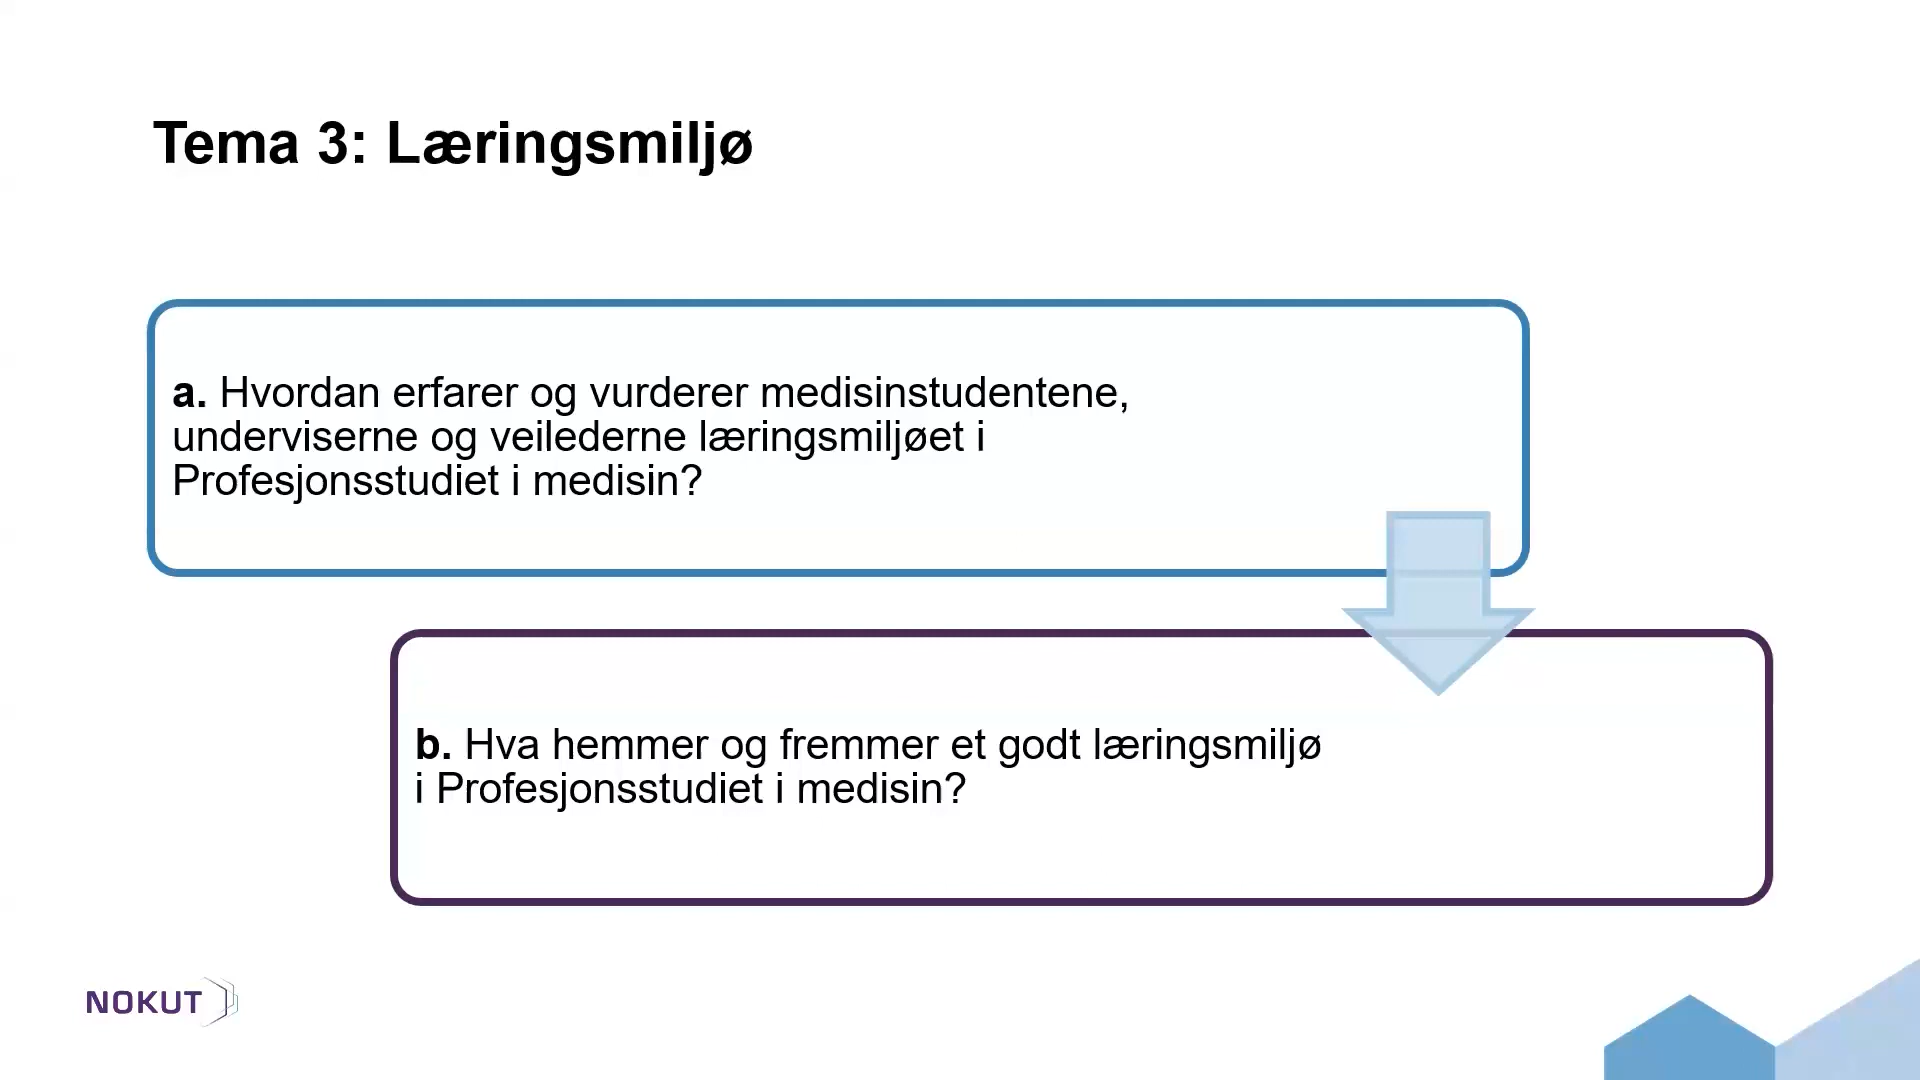 Tema 3: Læringsmiljø
a. Hvordan erfarer og vurderer medisinstudentene,
underviserne og veilederne læringsmiljøet i
Profesjonsstudiet i medisin?
b. Hva hemmer og fremmer et godt læringsmiljø
i Profesjonsstudiet i medisin?
NOKUT